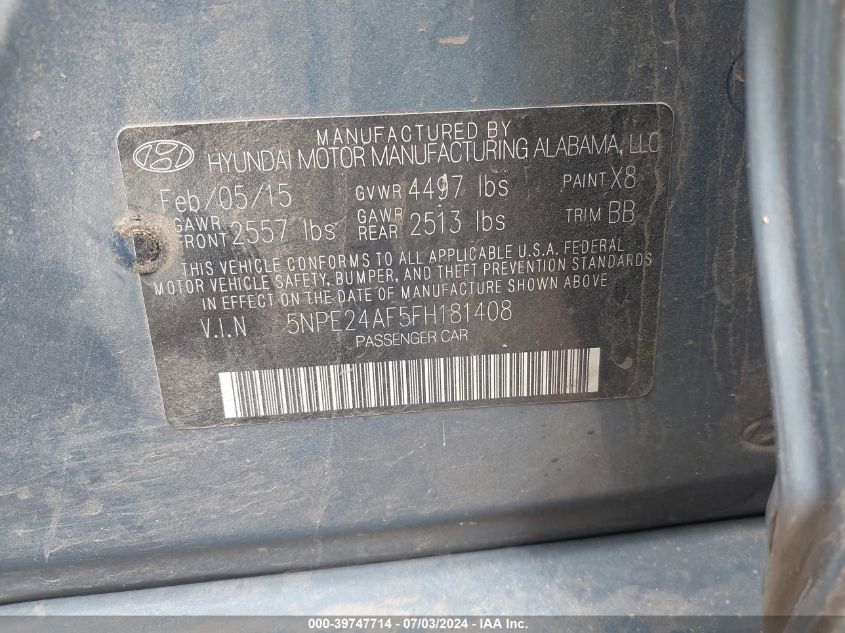 MANUFACTURED BY
HYUNDAI MOTOR MANUFACTURING ALABAMA, LLC
Feb/05/15 GVWR 4497 lbs PAINT X8
GAWR FRONT 2557 lbs GAWR REAR 2513 lbs TRIM BB
THIS VEHICLE CONFORMS TO ALL APPLICABLE U.S.A. FEDERAL
MOTOR VEHICLE SAFETY, BUMPER, AND THEFT PREVENTION STANDARDS
IN EFFECT ON THE DATE OF MANUFACTURE SHOWN ABOVE.
V.I.N 5NPE24AF5FH181408
PASSENGER CAR
000-39747714 - 07/03/2024 - IAA Inc.